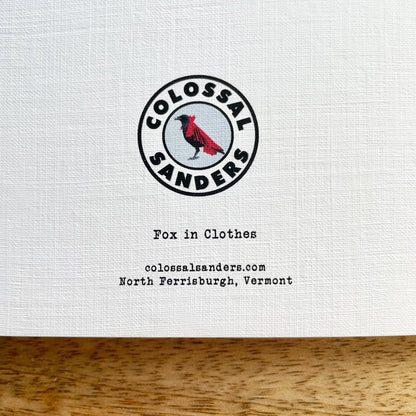 COLOSSAL
SANDERS
Fox in Clothes
colossalsanders.com
North Ferrisburgh, Vermont